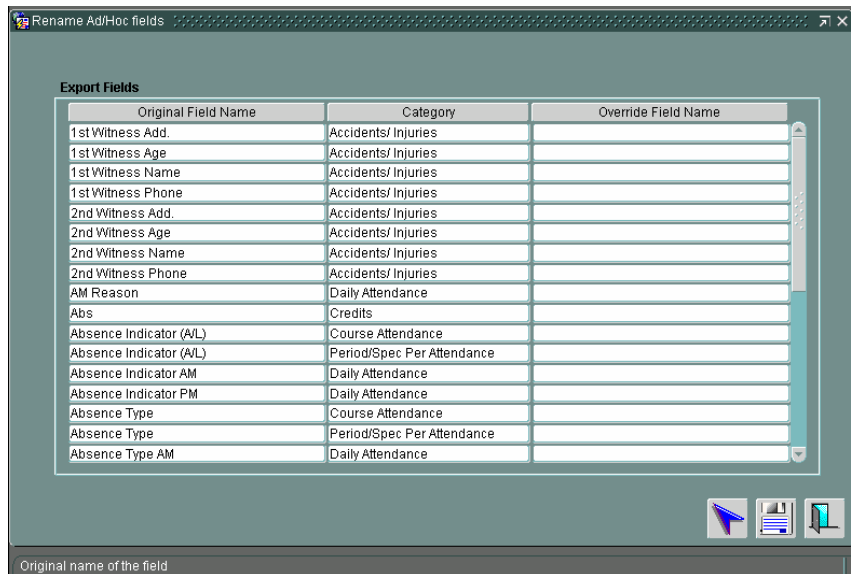 Rename Ad/Hoc fields
Export Fields
Original Field Name Category Override Field Name
1st Witness Add. Accidents/ Injuries
1st Witness Age Accidents/ Injuries
1st Witness Name Accidents/ Injuries
1st Witness Phone Accidents/ Injuries
2nd Witness Add. Accidents/ Injuries
2nd Witness Age Accidents/ Injuries
2nd Witness Name Accidents/ Injuries
2nd Witness Phone Accidents/ Injuries
AM Reason Daily Attendance
Abs Credits
Absence Indicator (A/L) Course Attendance
Absence Indicator (A/L) Period/Spec Per Attendance
Absence Indicator AM Daily Attendance
Absence Indicator PM Daily Attendance
Absence Type Course Attendance
Absence Type Period/Spec Per Attendance
Absence Type AM Daily Attendance
Original name of the field